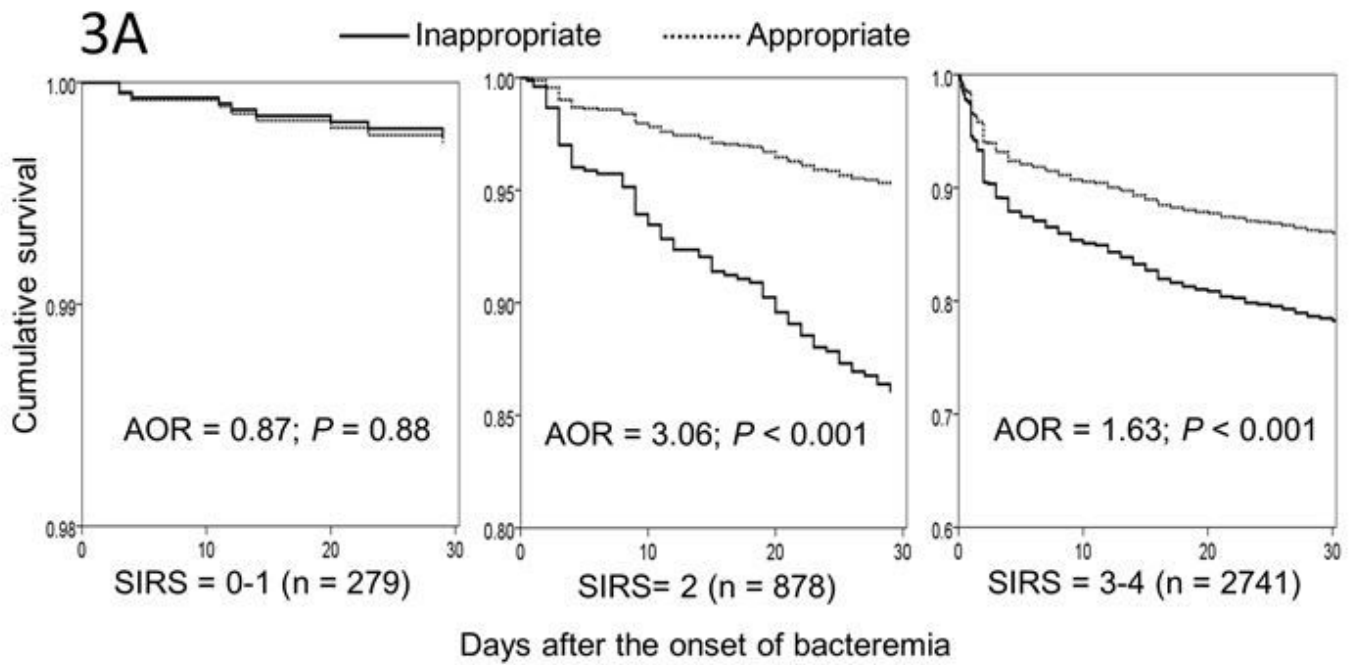 3A
Inappropriate Appropriate
Cumulative survival
1.00
0.99
0.98
0 10 20 30
AOR = 0.87; P = 0.88
SIRS = 0-1 (n = 279)
1.00
0.95
0.90
0.85
0.80
0 10 20 30
AOR = 3.06; P < 0.001
SIRS= 2 (n = 878)
1.0
0.9
0.8
0.7
0.6
0 10 20 30
AOR = 1.63; P < 0.001
SIRS = 3-4 (n = 2741)
Days after the onset of bacteremia